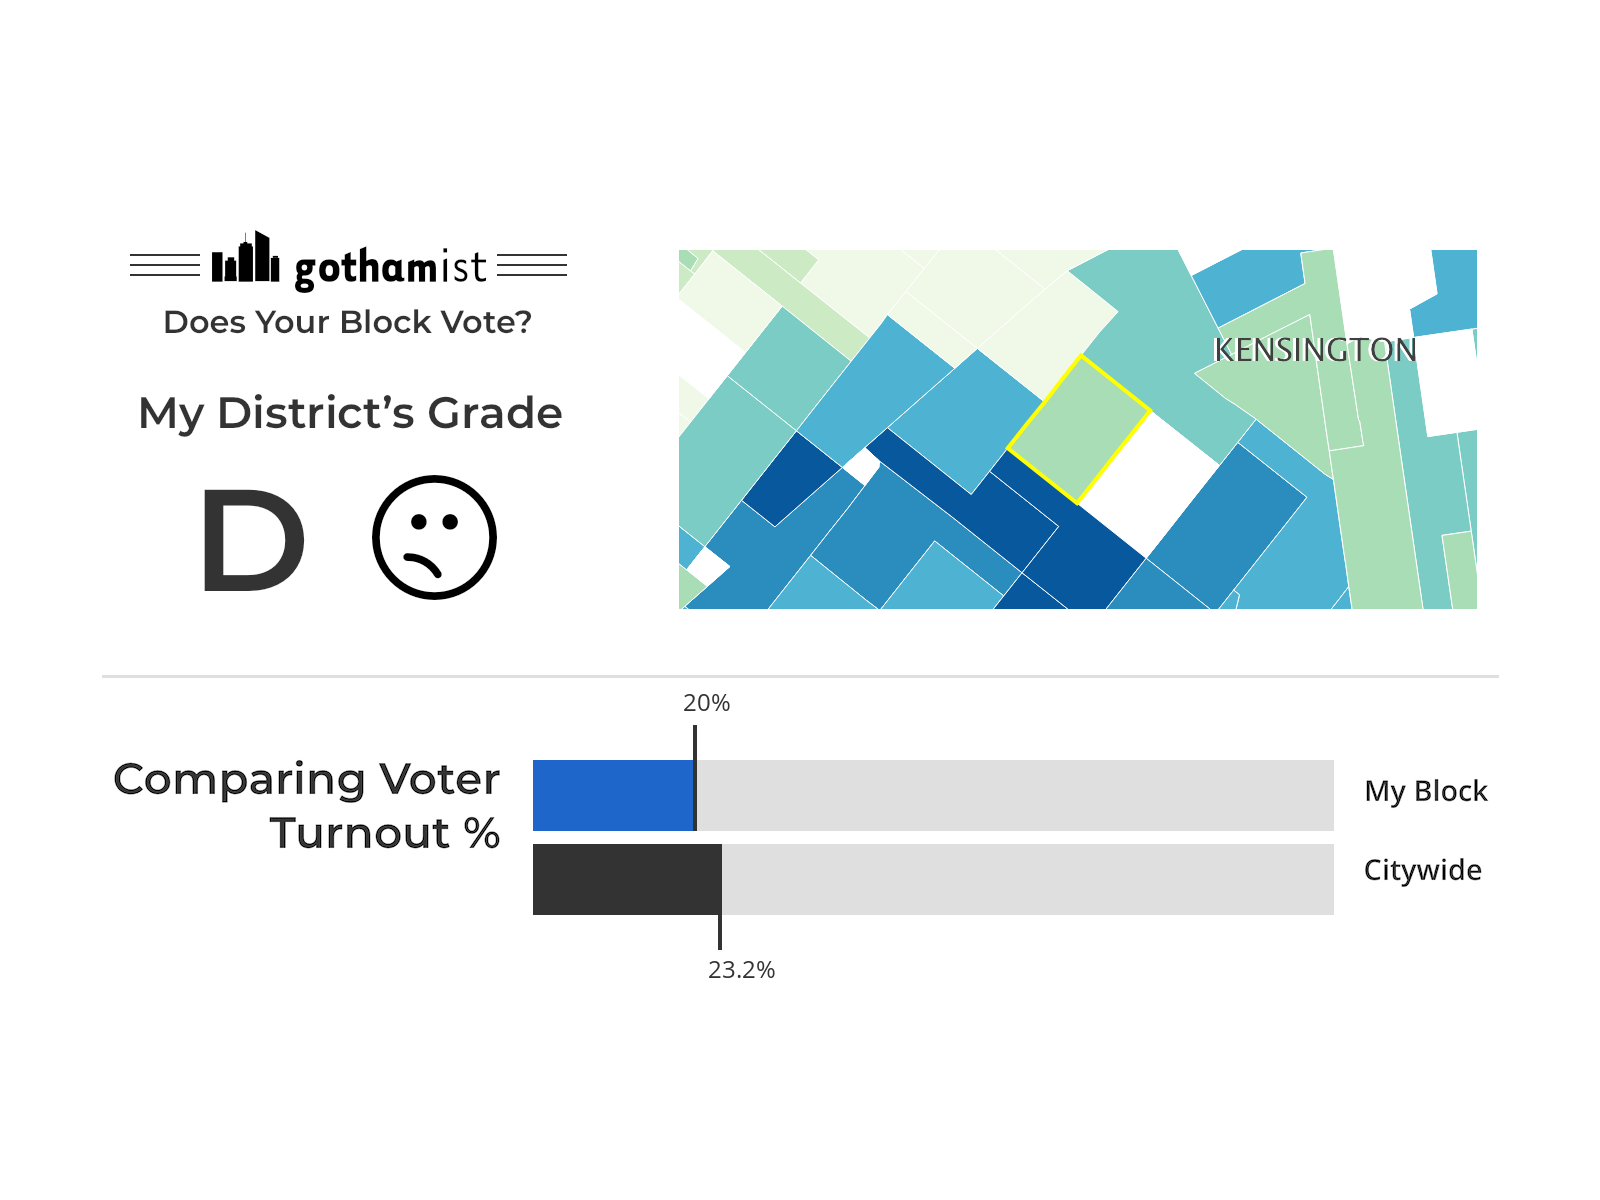 gothamist
Does Your Block Vote?
My District’s Grade
D
KENSINGTON
20%
Comparing Voter
Turnout %
My Block
Citywide
23.2%